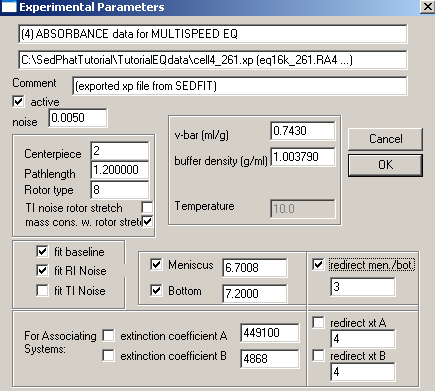 Experimental Parameters
(4) ABSORBANCE data for MULTISPEED EQ
C:\SedPhatTutorial\TutorialEQdata\cell4_261.xp (eq16k_261.RA4 ...)
Comment (exported xp file from SEDFIT)
active
noise 0.0050
v-bar (ml/g) 0.7430
buffer density (g/ml) 1.003790
Temperature 10.0
Cancel
OK
Centerpiece 2
Pathlength 1.200000
Rotor type 8
TI noise rotor stretch
mass cons. w. rotor stretc
fit baseline
fit RI Noise
fit TI Noise
Meniscus 6.7008
Bottom 7.2000
redirect men./bot.
3
For Associating
Systems:
extinction coefficient A 449100
extinction coefficient B 4868
redirect xt A
4
redirect xt B
4